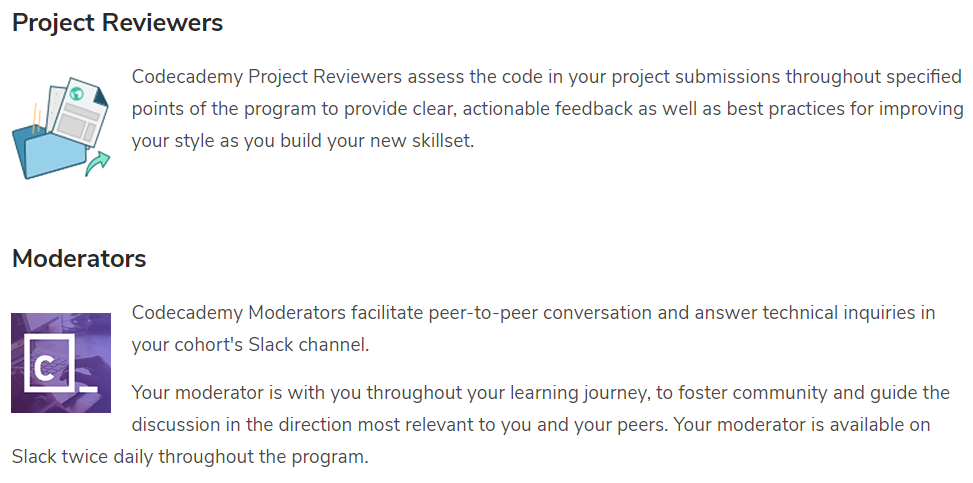 Project Reviewers
Codecademy Project Reviewers assess the code in your project submissions throughout specified
points of the program to provide clear, actionable feedback as well as best practices for improving
your style as you build your new skillset.
Moderators
Codecademy Moderators facilitate peer-to-peer conversation and answer technical inquiries in
your cohort's Slack channel.
C_
Your moderator is with you throughout your learning journey, to foster community and guide the
discussion in the direction most relevant to you and your peers. Your moderator is available on
Slack twice daily throughout the program.